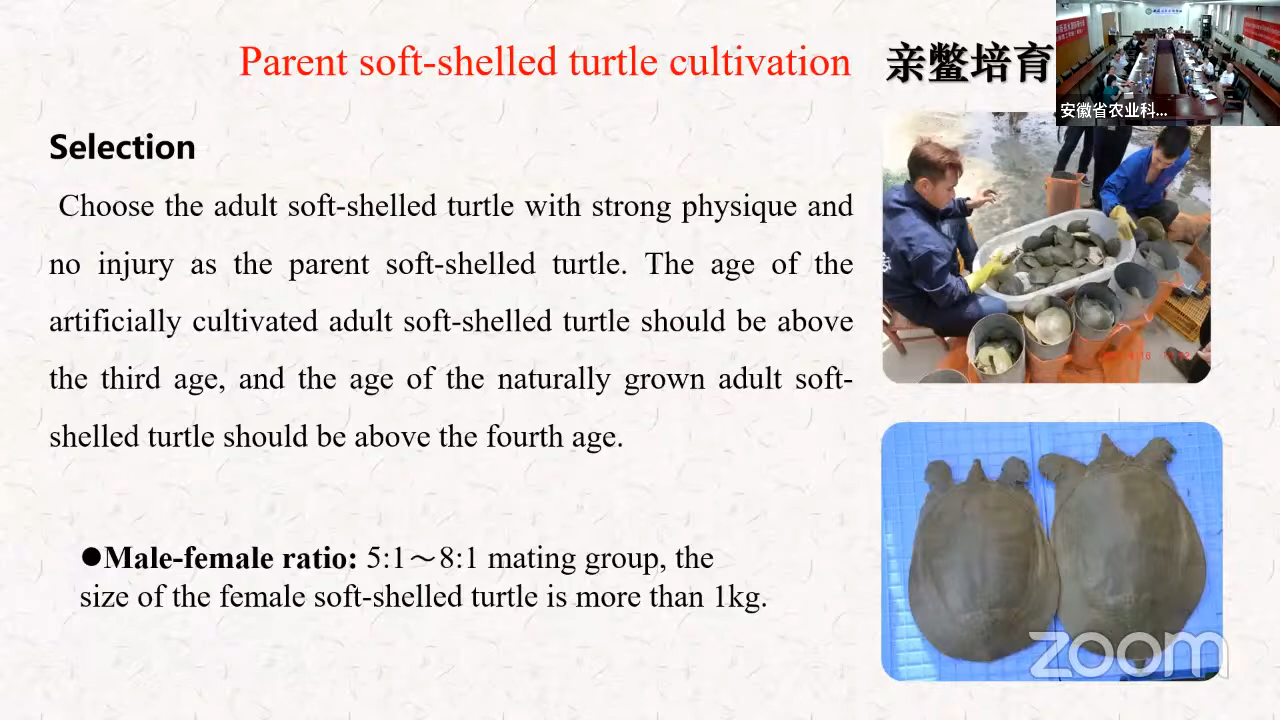 Parent soft-shelled turtle cultivation 亲鳖培育
安徽省农业科...
Selection
Choose the adult soft-shelled turtle with strong physique and
no injury as the parent soft-shelled turtle. The age of the
artificially cultivated adult soft-shelled turtle should be above
the third age, and the age of the naturally grown adult soft-
shelled turtle should be above the fourth age.
●Male-female ratio: 5:1～8:1 mating group, the
size of the female soft-shelled turtle is more than 1kg.
zoom